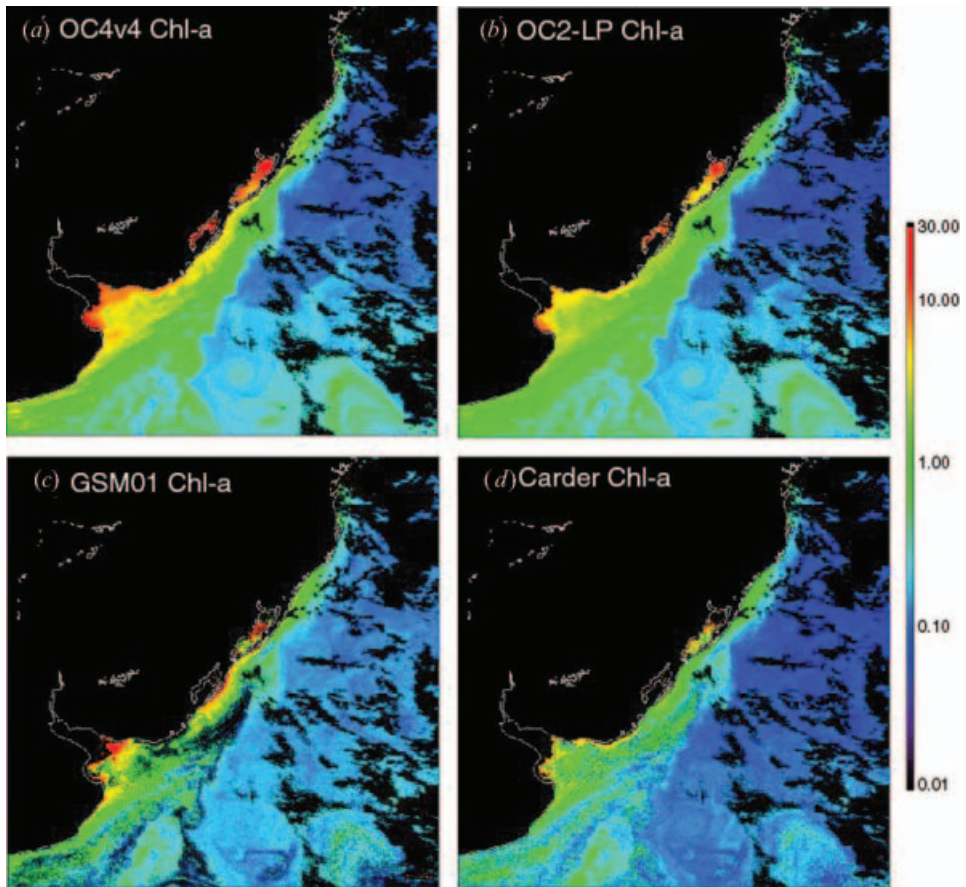 (a) OC4v4 Chl-a
(b) OC2-LP Chl-a
(c) GSM01 Chl-a
(d) Carder Chl-a
30.00
10.00
1.00
0.10
0.01